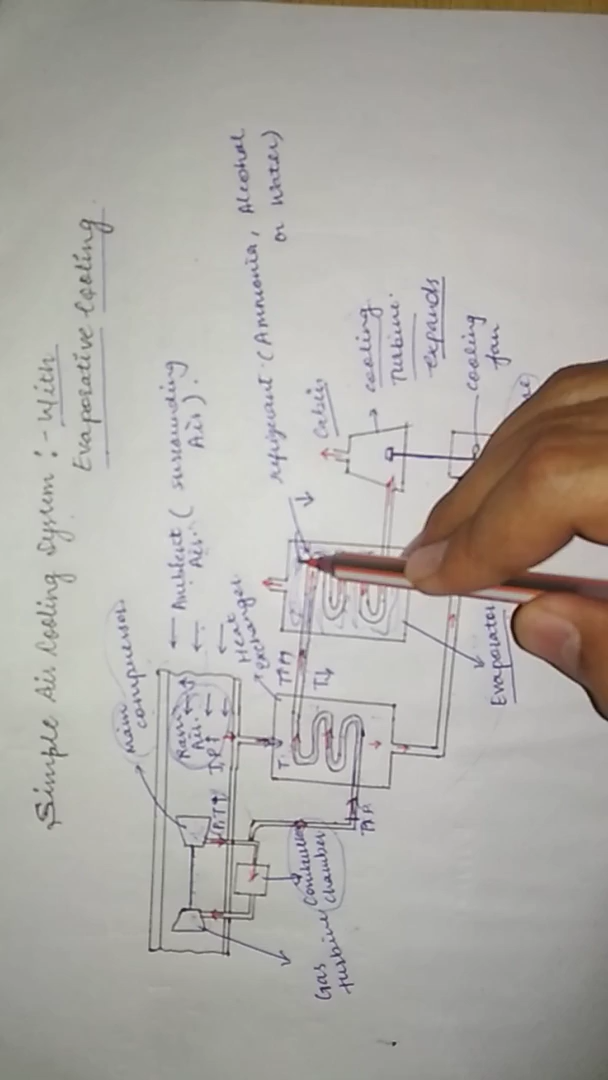 Simple Air Cooling System :- With
Evaporative Cooling.
Main
compressor
← Ambient ( surrounding
Air. Air).
Ram
Air.
Heat
exchanger
refrigerant (Ammonia, Alcohol
or Water)
Cabin
cooling
Turbine.
expands
cooling
fan
Evaporator
Gas
turbine
chamber